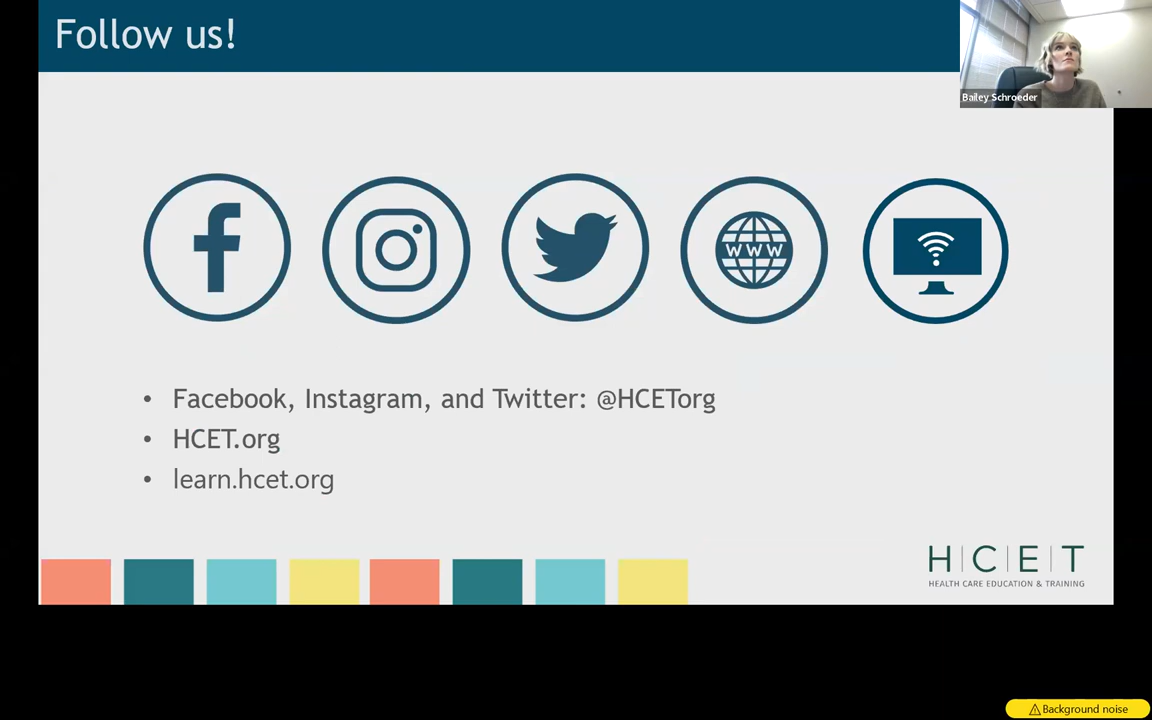 Follow us!
Bailey Schroeder
WWW
• Facebook, Instagram, and Twitter: @HCETorg
• HCET.org
• learn.hcet.org
H|C|E|T
HEALTH CARE EDUCATION & TRAINING
Background noise